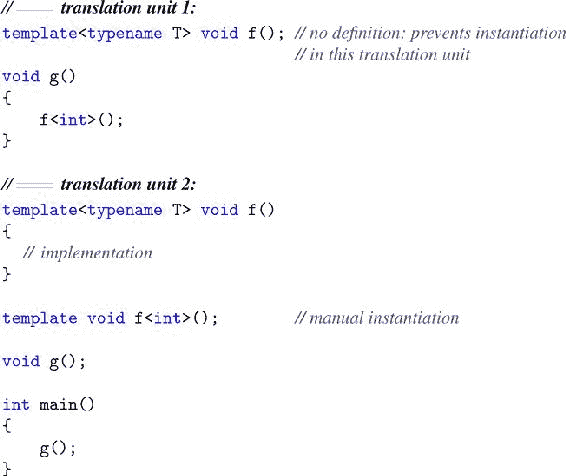 // ==== translation unit 1:
template<typename T> void f(); // no definition: prevents instantiation
// in this translation unit
void g()
{
f<int>();
}
// ==== translation unit 2:
template<typename T> void f()
{
// implementation
}
template void f<int>(); // manual instantiation
void g();
int main()
{
g();
}